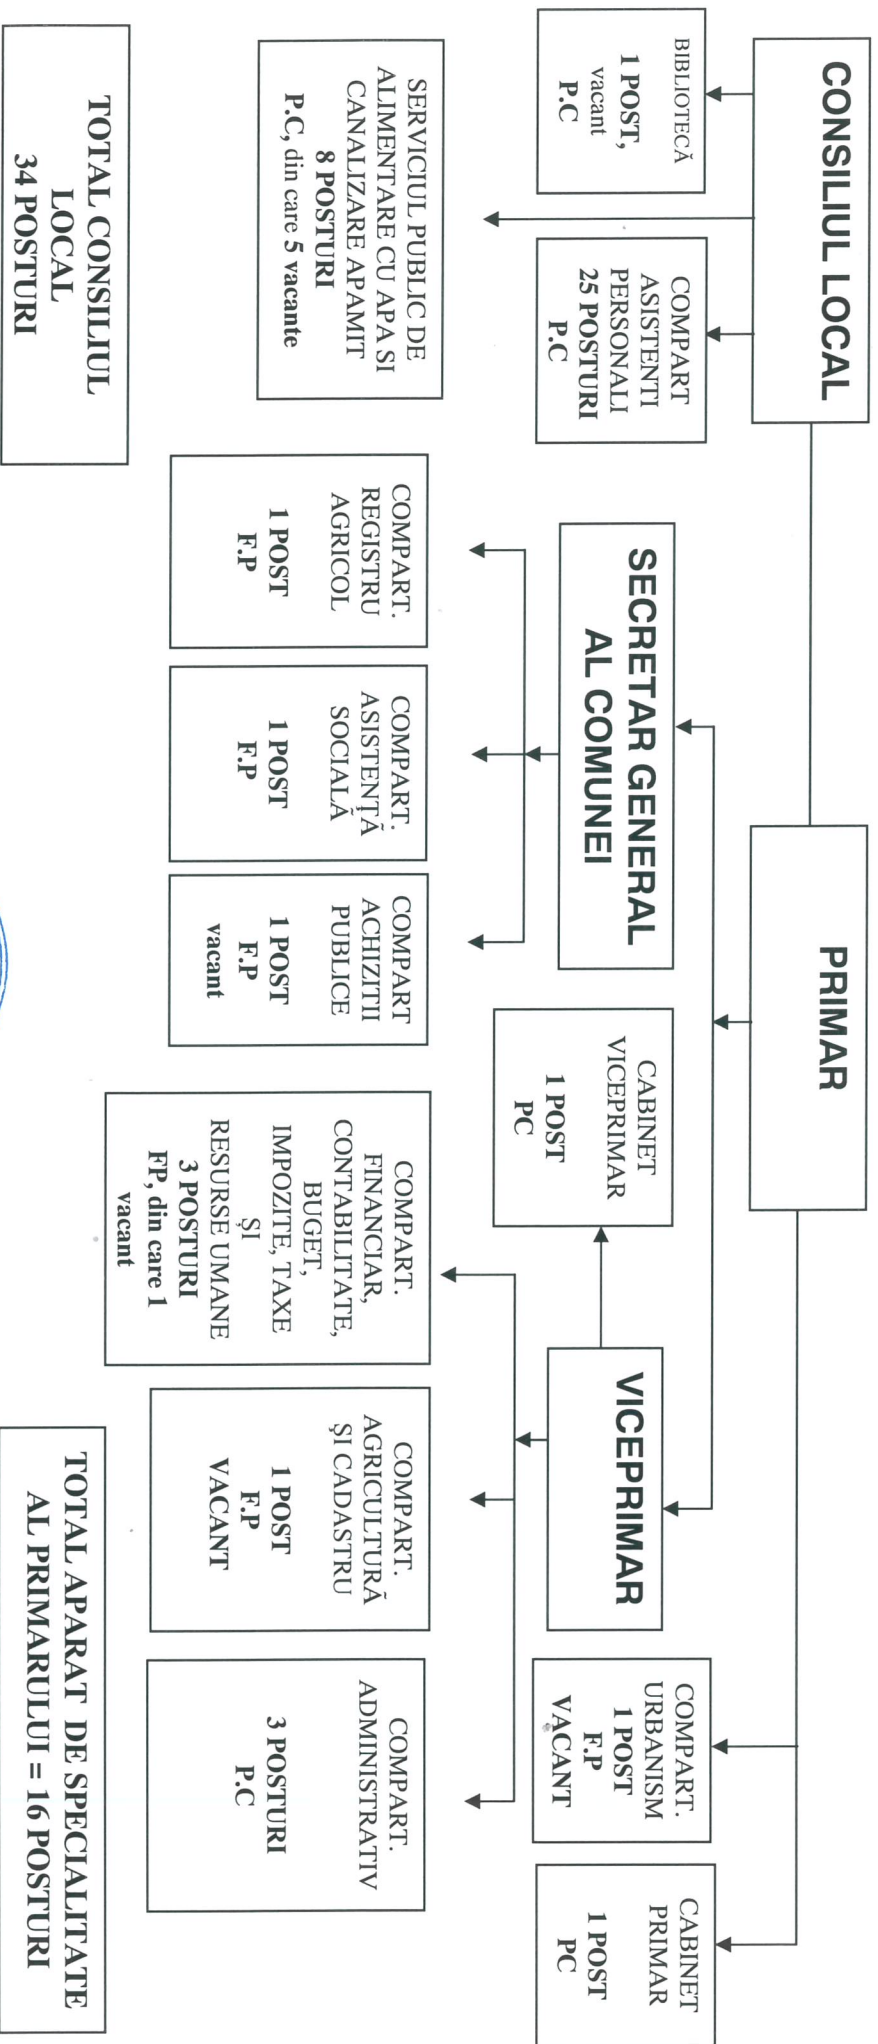 CONSILIUL LOCAL
PRIMAR
BIBLIOTECĂ
1 POST,
vacant
P.C
COMPART
ASISTENTI
PERSONALI
25 POSTURI
P.C
SECRETAR GENERAL
AL COMUNEI
CABINET
VICEPRIMAR
1 POST
PC
VICEPRIMAR
COMPART.
URBANISM
1 POST
F.P
VACANT
CABINET
PRIMAR
1 POST
PC
SERVICIUL PUBLIC DE
ALIMENTARE CU APA SI
CANALIZARE APAMIT
8 POSTURI
P.C, din care 5 vacante
COMPART.
REGISTRU
AGRICOL
1 POST
F.P
COMPART.
ASISTENŢĂ
SOCIALĂ
1 POST
F.P
COMPART
ACHIZITII
PUBLICE
1 POST
F.P
vacant
COMPART.
FINANCIAR,
CONTABILITATE,
BUGET,
IMPOZITE, TAXE
ŞI
RESURSE UMANE
3 POSTURI
FP, din care 1
vacant
COMPART.
AGRICULTURĂ
ŞI CADASTRU
1 POST
F.P
VACANT
COMPART.
ADMINISTRATIV
3 POSTURI
P.C
TOTAL CONSILIUL
LOCAL
34 POSTURI
TOTAL APARAT DE SPECIALITATE
AL PRIMARULUI = 16 POSTURI